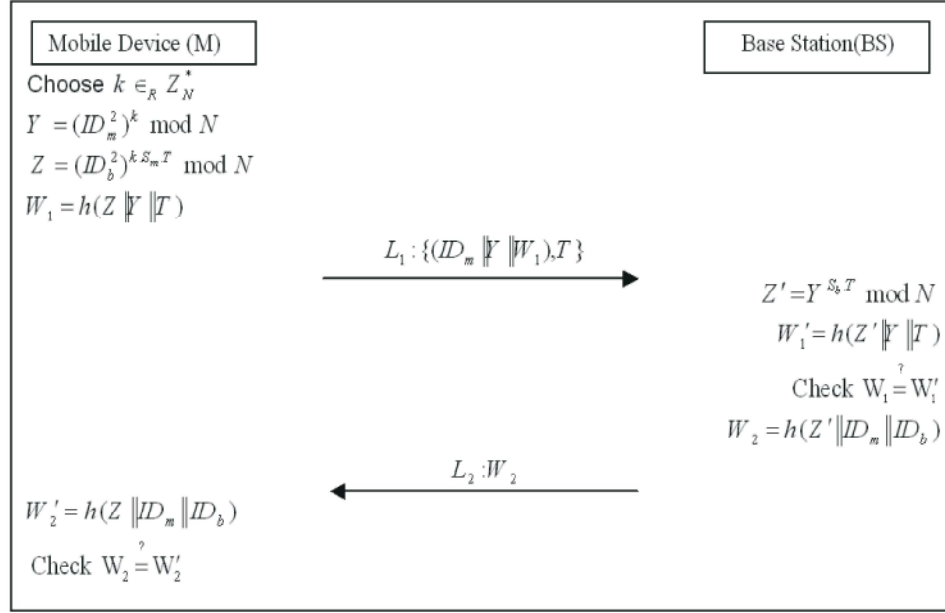 Mobile Device (M)
Base Station(BS)
Choose k ∈_R Z_N^*
Y = (ID_m^2)^k mod N
Z = (ID_b^2)^{k S_m T} mod N
W_1 = h(Z ‖Y ‖T)
L_1 : {(ID_m ‖Y ‖W_1),T}
Z' = Y^{S_b T} mod N
W_1' = h(Z' ‖Y ‖T)
Check W_1 =^? W_1'
W_2 = h(Z' ‖ID_m ‖ID_b)
L_2 :W_2
W_2' = h(Z ‖ID_m ‖ID_b)
Check W_2 =^? W_2'